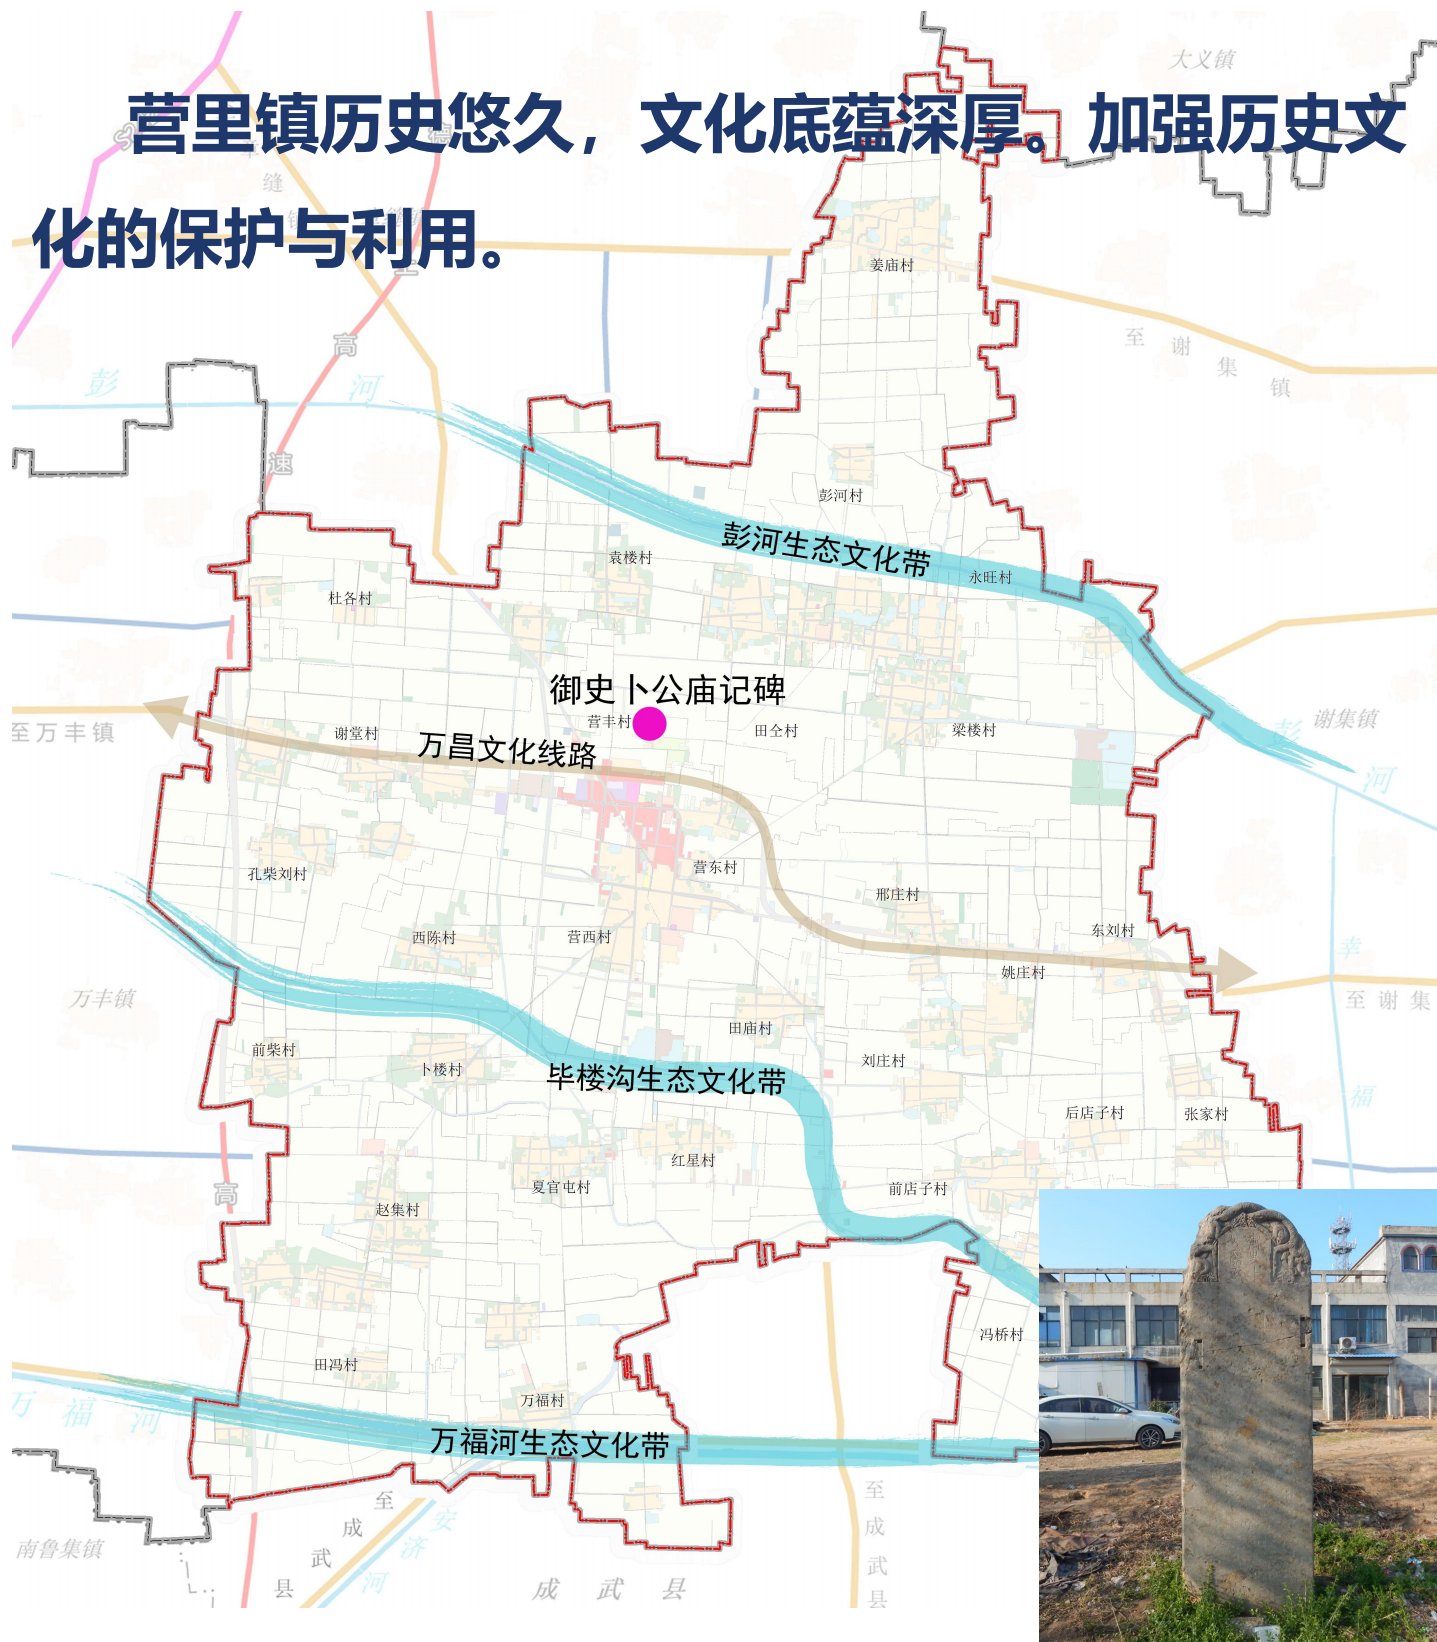 营里镇历史悠久，文化底蕴深厚。加强历史文
化的保护与利用。
大义镇
缝
姜庙村
高
至谢集镇
彭
河
速
彭河村
彭河生态文化带
袁楼村
永旺村
杜各村
御史卜公庙记碑
营丰村
田仝村
梁楼村
谢集镇
至万丰镇
谢堂村
万昌文化线路
彭
河
孔柴刘村
营东村
邢庄村
西陈村
营西村
东刘村
幸
姚庄村
万丰镇
至谢集
田庙村
前柴村
卜楼村
刘庄村
毕楼沟生态文化带
福
后店子村
张家村
红星村
夏官屯村
前店子村
高
赵集村
冯桥村
田冯村
万福村
万福河
万福河生态文化带
至成武县
至成武县
安济河
南鲁集镇
成武县